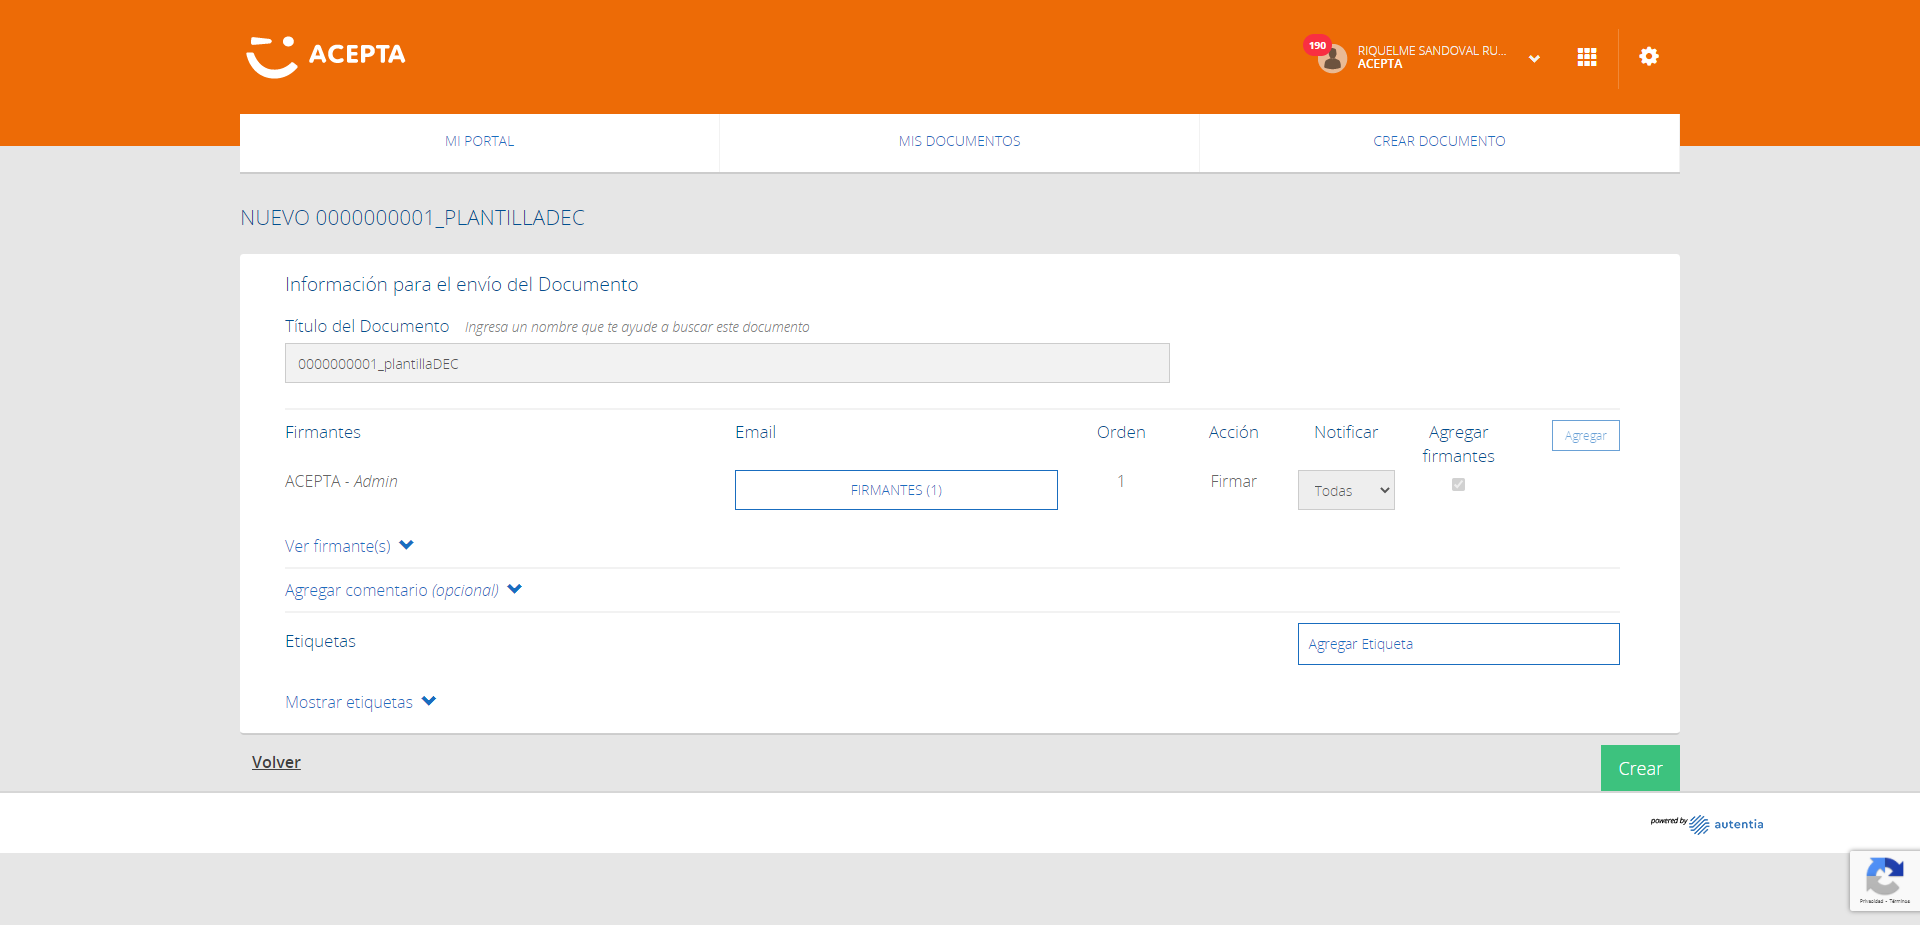 ACEPTA
190
RIQUELME SANDOVAL RU...
ACEPTA
MI PORTAL
MIS DOCUMENTOS
CREAR DOCUMENTO
NUEVO 0000000001_PLANTILLADEC
Información para el envío del Documento
Título del Documento Ingresa un nombre que te ayude a buscar este documento
0000000001_plantillaDEC
Firmantes Email Orden Acción Notificar Agregar firmantes Agregar
ACEPTA - Admin FIRMANTES (1) 1 Firmar Todas
Ver firmante(s)
Agregar comentario (opcional)
Etiquetas Agregar Etiqueta
Mostrar etiquetas
Volver Crear
powered by autentia
Privacidad - Términos